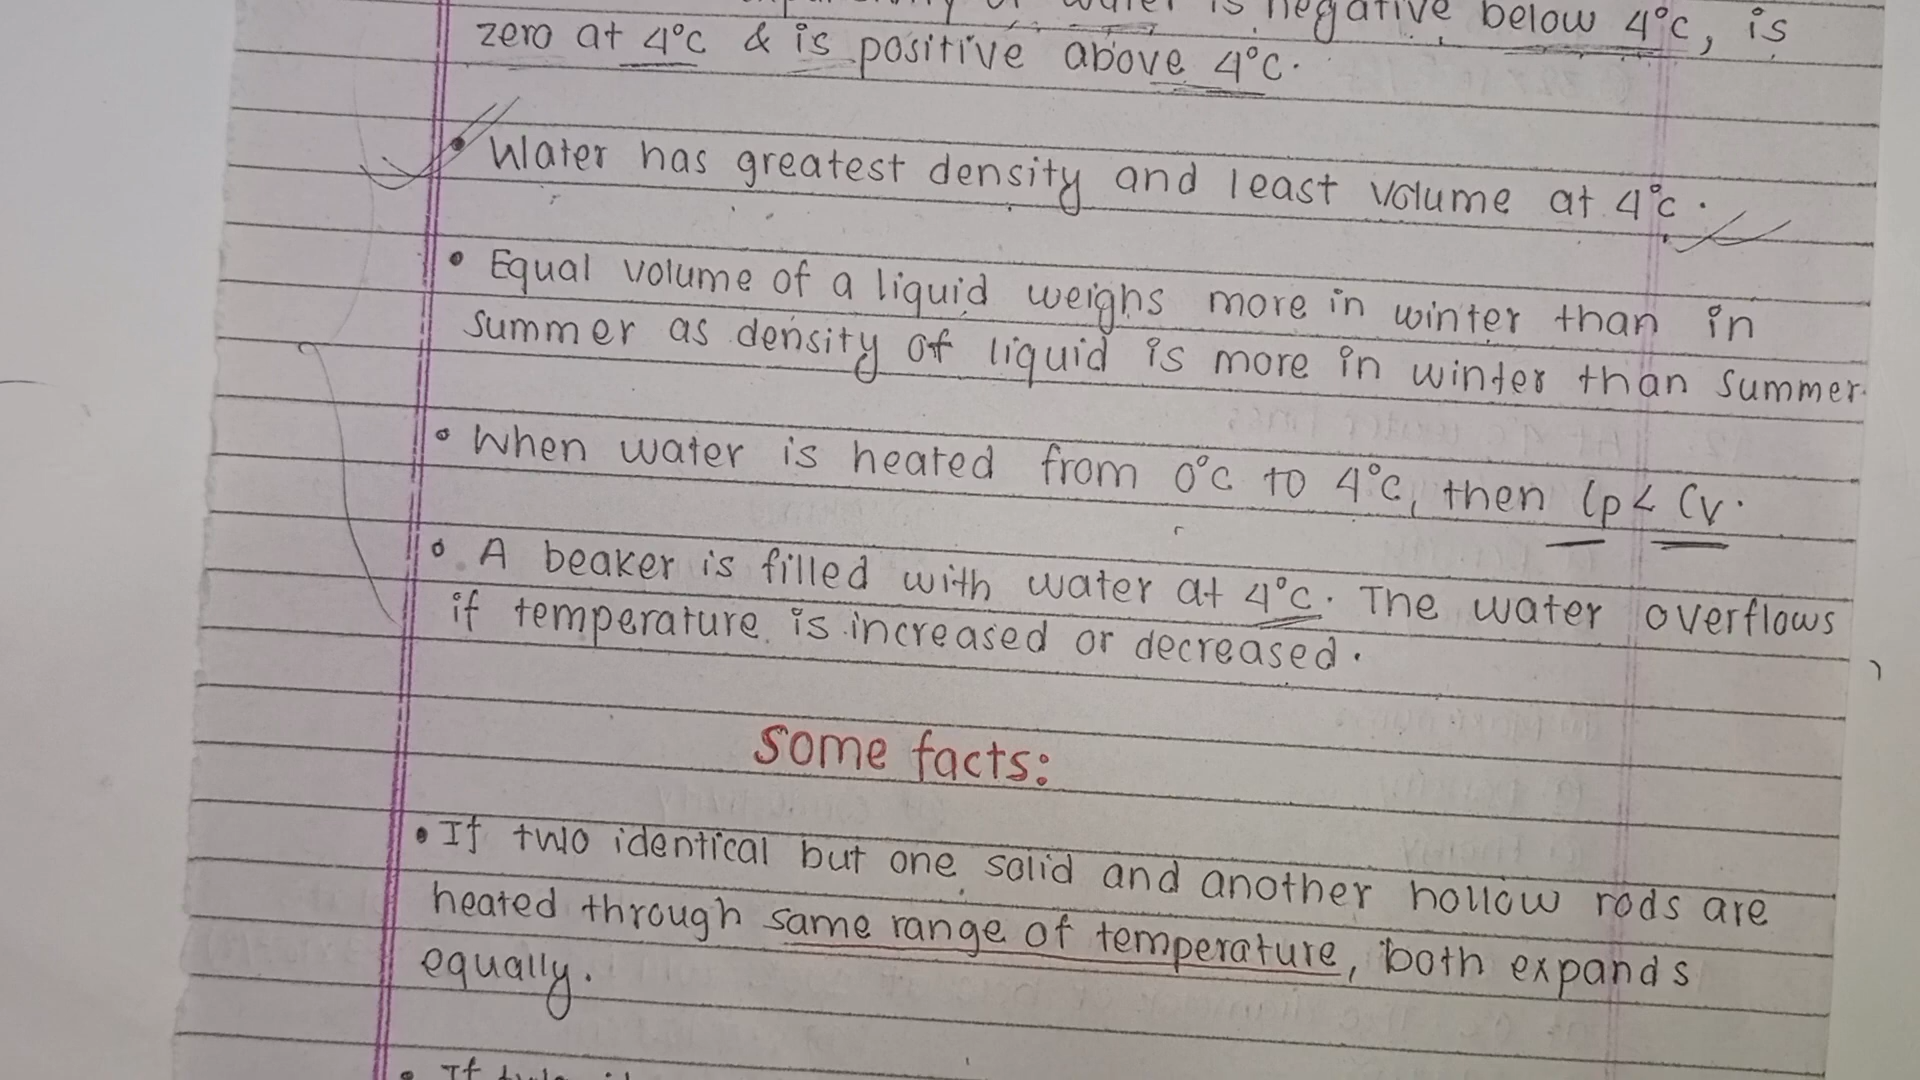 of water is negative below 4°C, is
zero at 4°C & is positive above 4°C.
• Water has greatest density and least volume at 4°C.
• Equal volume of a liquid weighs more in winter than in
summer as density of liquid is more in winter than summer.
• When water is heated from 0°C to 4°C, then Cp < Cv.
• A beaker is filled with water at 4°C. The water overflows
if temperature is increased or decreased.
Some facts:
• If two identical but one solid and another hollow rods are
heated through same range of temperature, both expands
equally.
• If